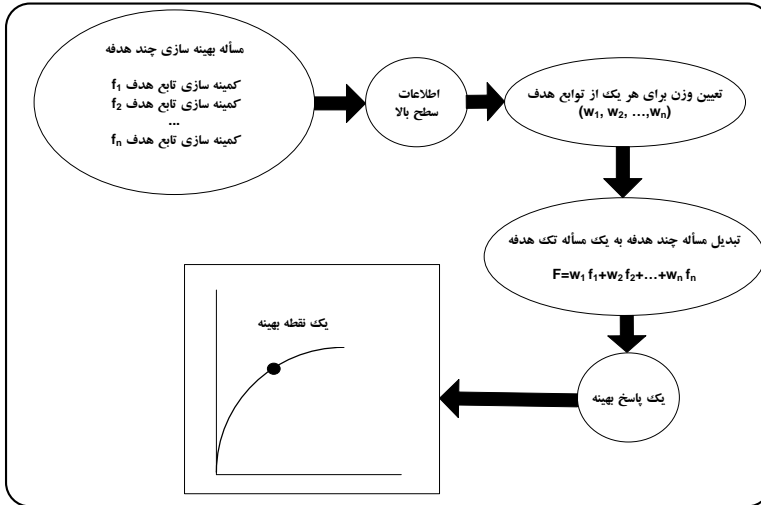 مسأله بهینه سازی چند هدفه
کمینه سازی تابع هدف f₁
کمینه سازی تابع هدف f₂
...
کمینه سازی تابع هدف fₙ
اطلاعات
سطح بالا
تعیین وزن برای هر یک از توابع هدف
(w₁, w₂, …,wₙ)
تبدیل مسأله چند هدفه به یک مسأله تک هدفه
F=w₁ f₁+w₂ f₂+…+wₙ fₙ
یک پاسخ بهینه
یک نقطه بهینه